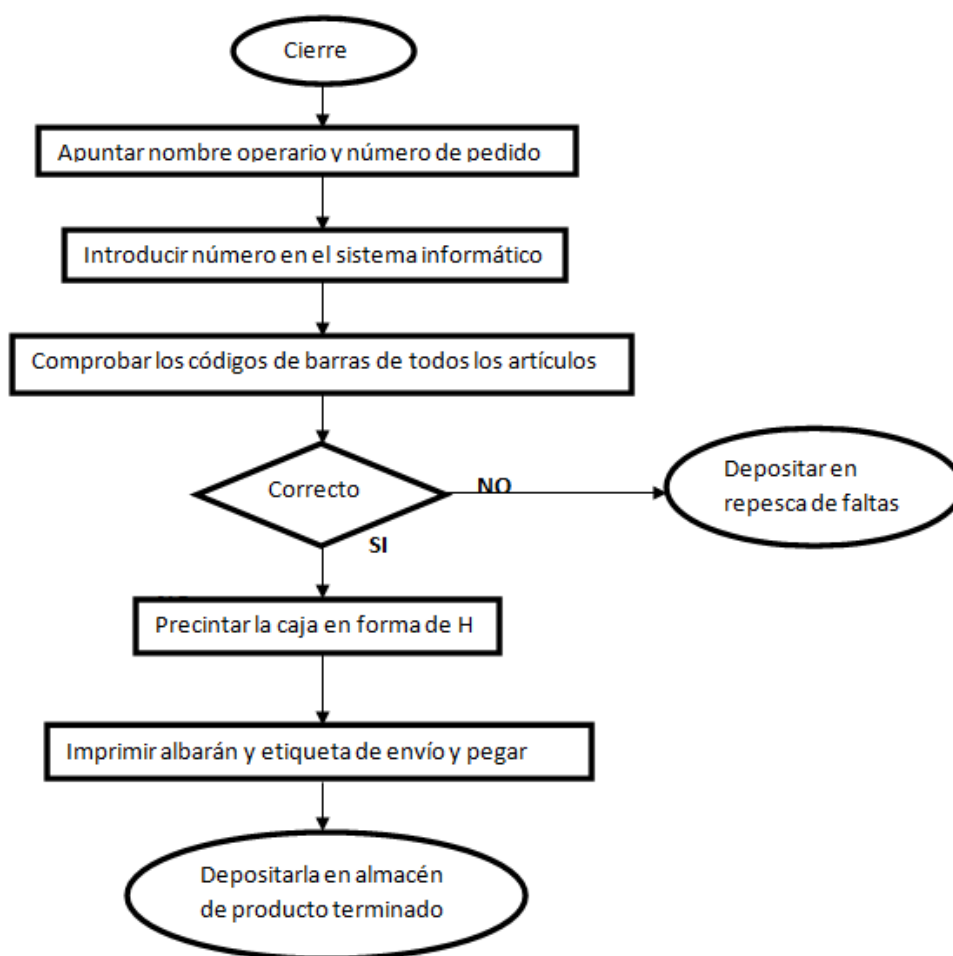 Cierre
Apuntar nombre operario y número de pedido
Introducir número en el sistema informático
Comprobar los códigos de barras de todos los artículos
Correcto
NO
Depositar en
repesca de faltas
SI
Precintar la caja en forma de H
Imprimir albarán y etiqueta de envío y pegar
Depositarla en almacén
de producto terminado